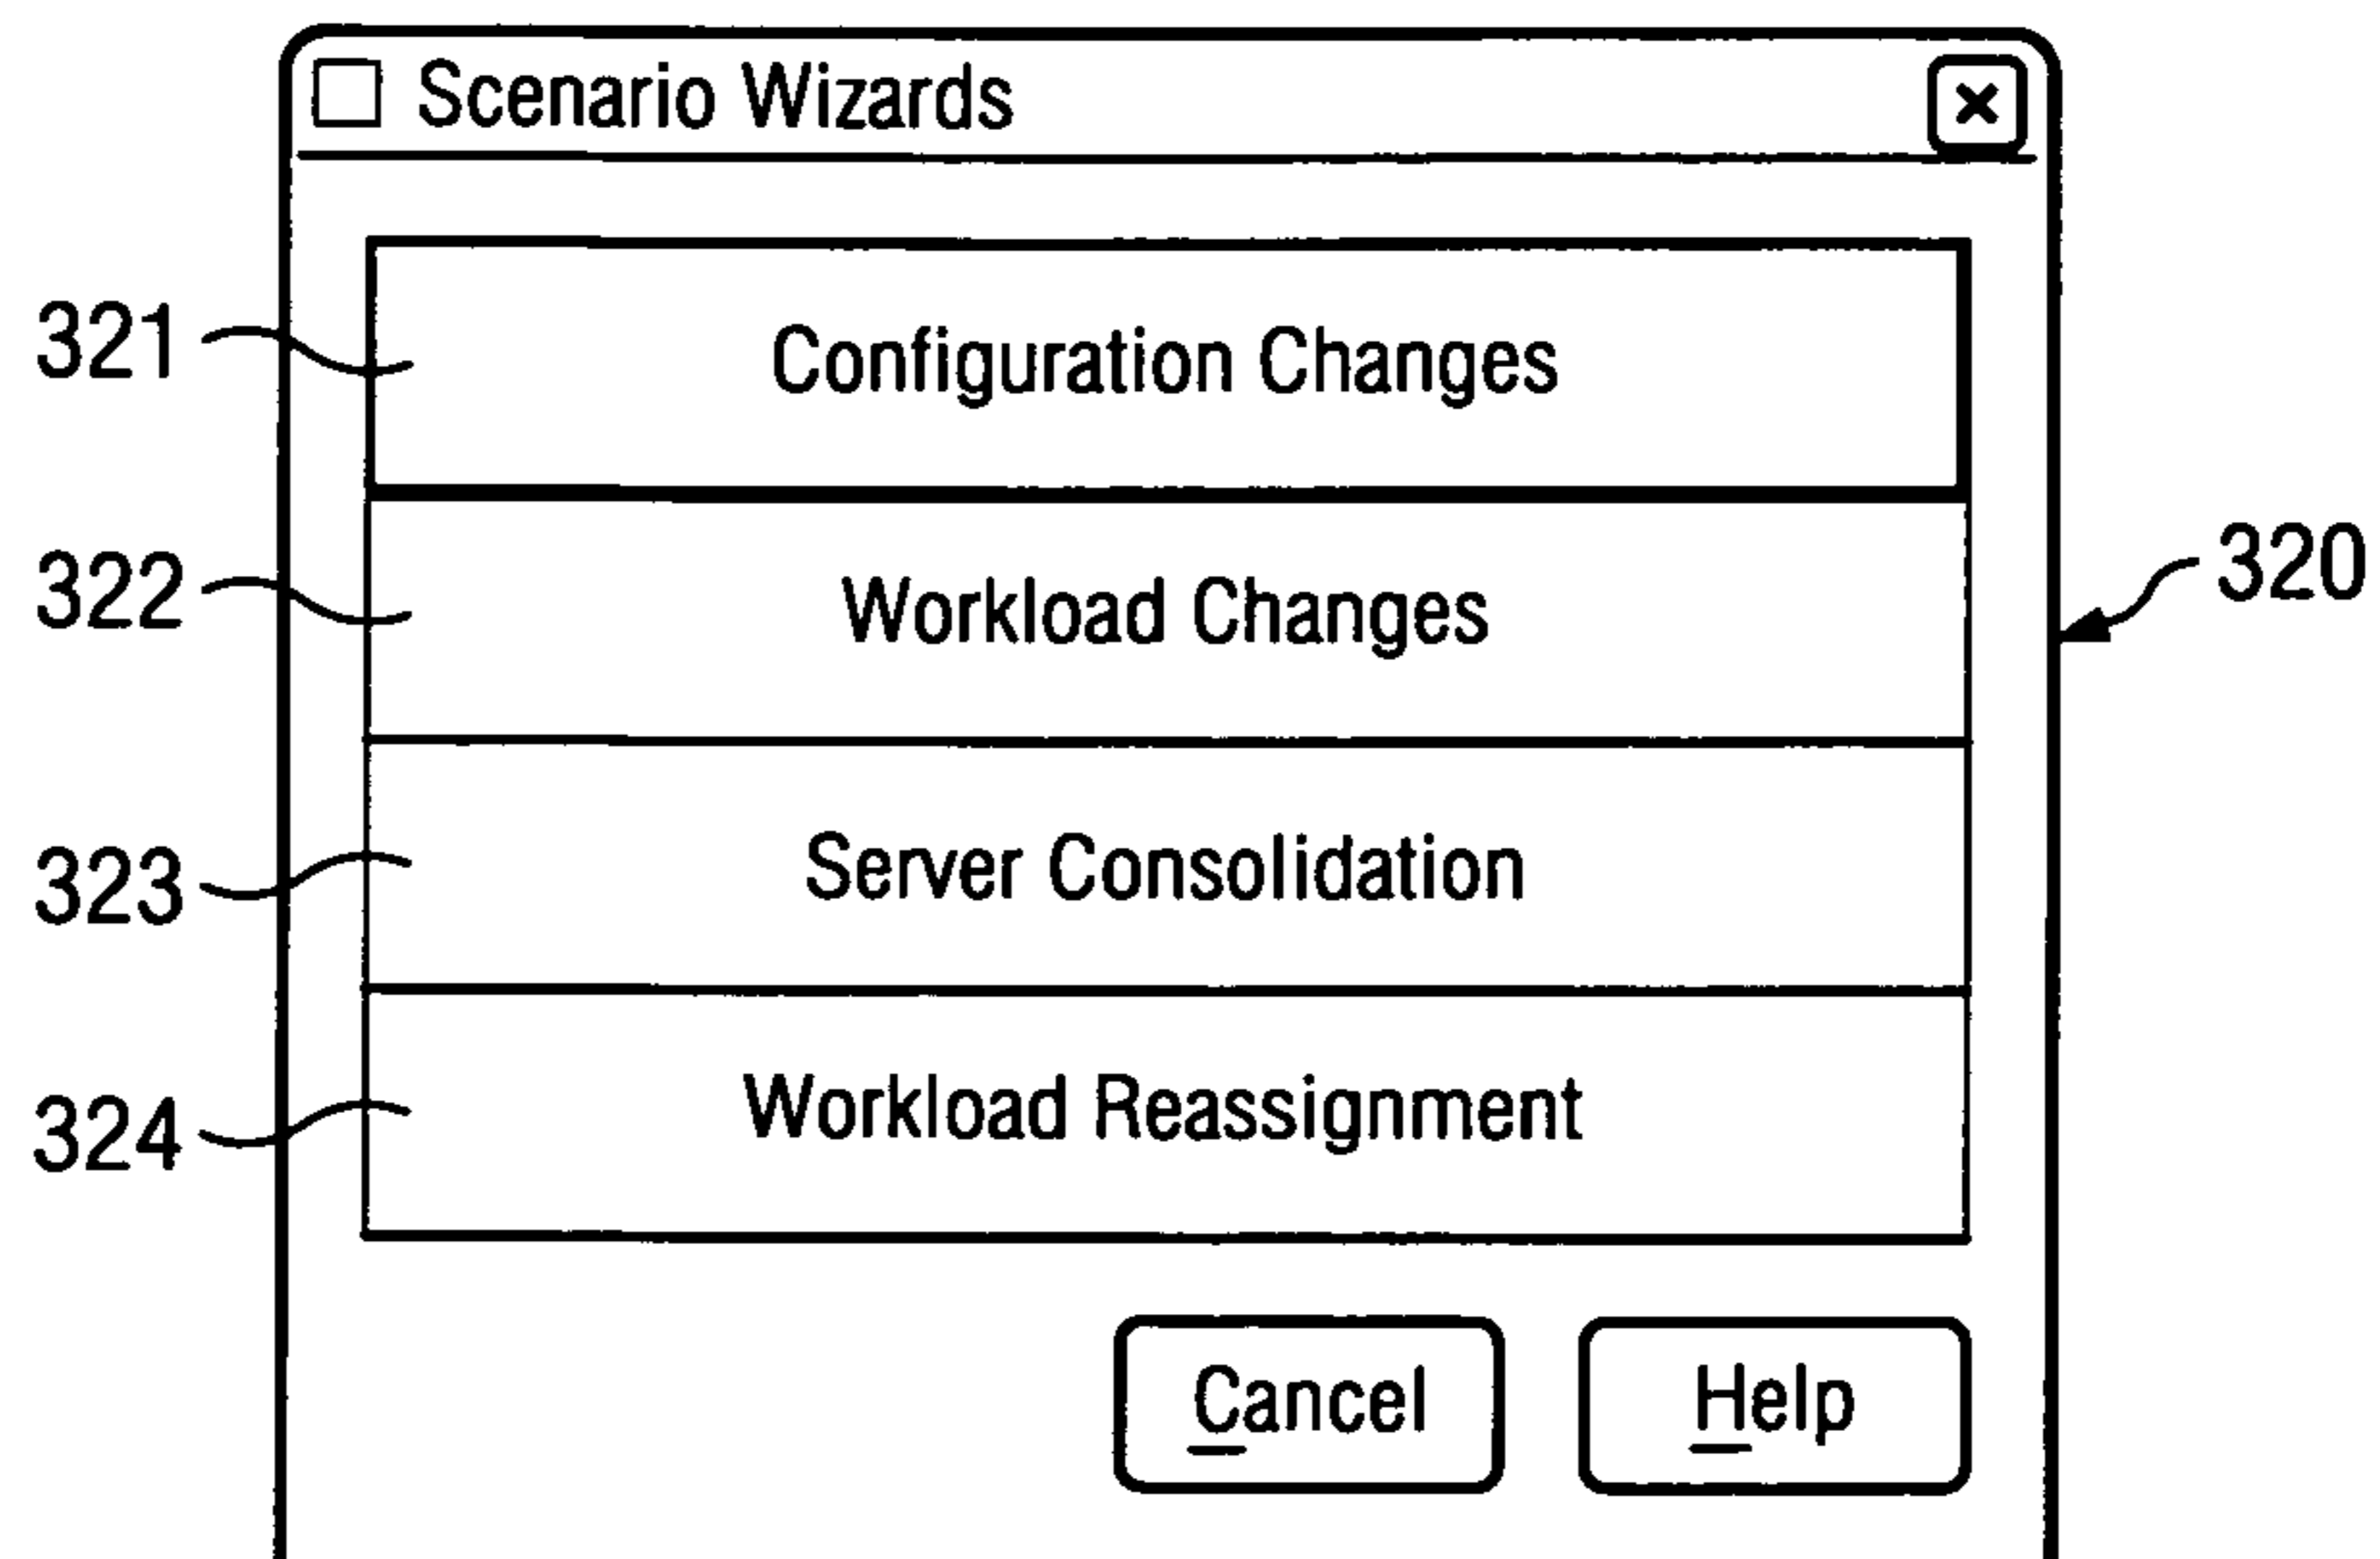 Scenario Wizards
321 Configuration Changes
322 Workload Changes
320
323 Server Consolidation
324 Workload Reassignment
Cancel Help